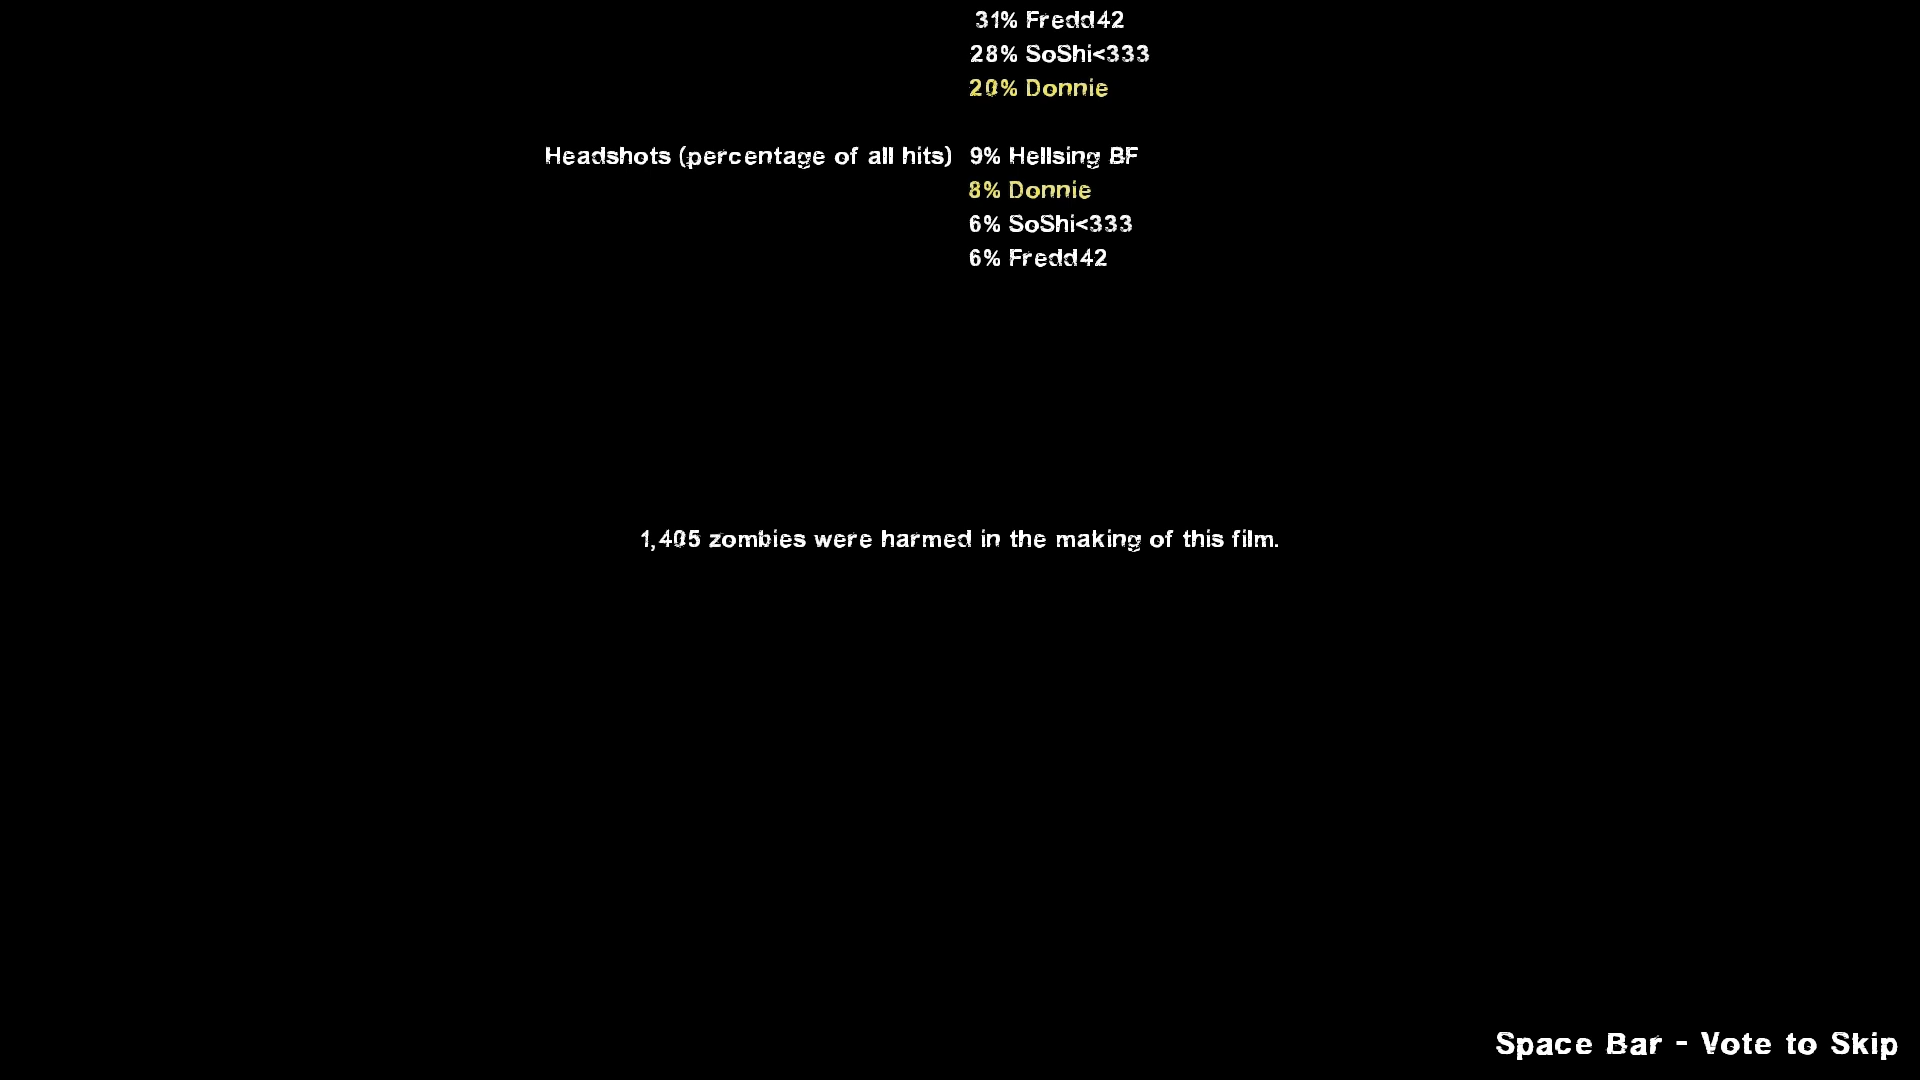 31% Fredd42
28% SoShi<333
20% Donnie
Headshots (percentage of all hits) 9% Hellsing BF
8% Donnie
6% SoShi<333
6% Fredd42
1,405 zombies were harmed in the making of this film.
Space Bar - Vote to Skip